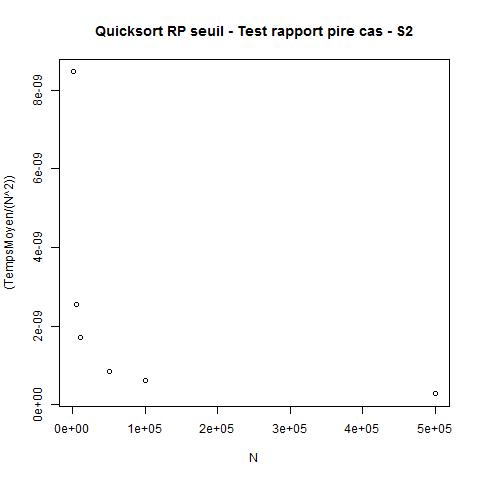 Quicksort RP seuil - Test rapport pire cas - S2
(TempsMoyen/(N^2))
8e-09
6e-09
4e-09
2e-09
0e+00
0e+00 1e+05 2e+05 3e+05 4e+05 5e+05
N